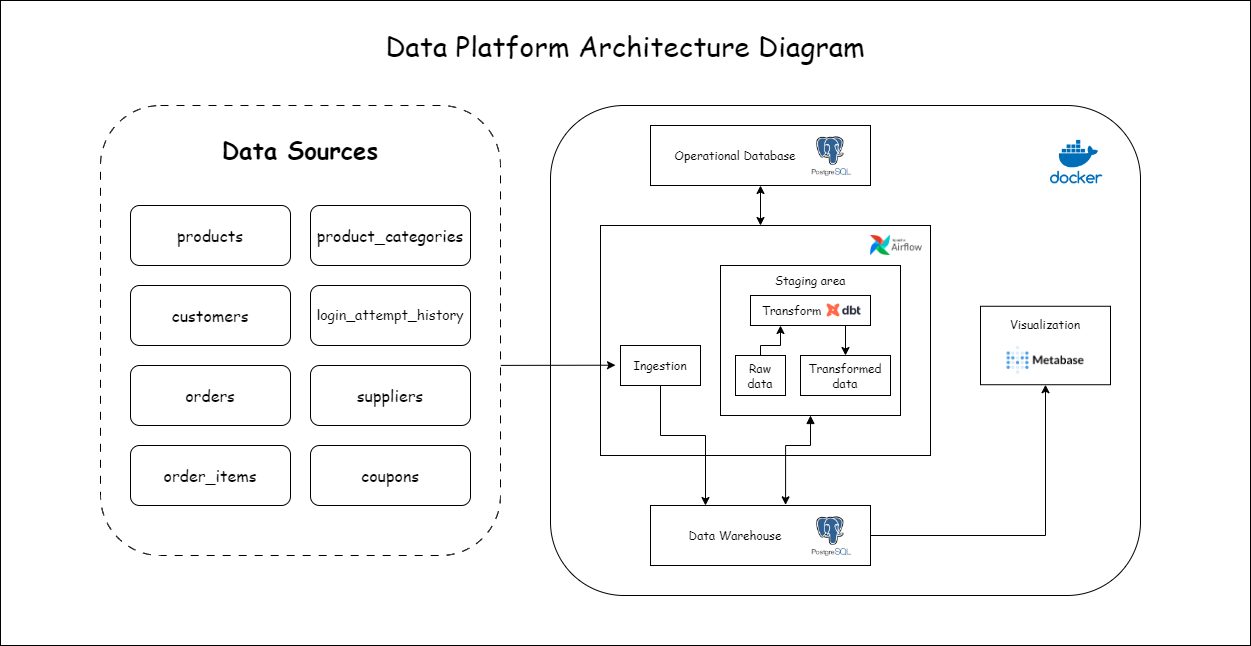 Data Platform Architecture Diagram
Data Sources
products
product_categories
customers
login_attempt_history
orders
suppliers
order_items
coupons
Operational Database
PostgreSQL
docker
Apache
Airflow
Staging area
Transform
dbt
Ingestion
Raw
data
Transformed
data
Visualization
Metabase
Data Warehouse
PostgreSQL